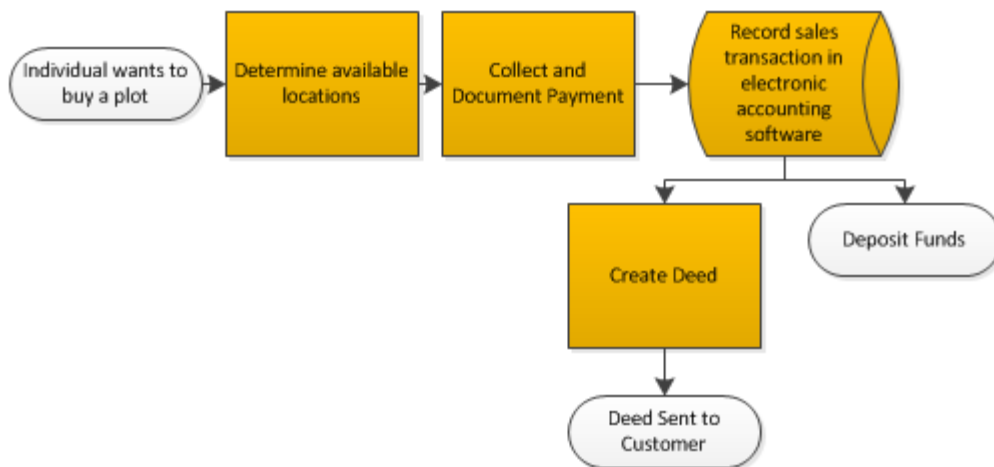 Individual wants to
buy a plot
Determine available
locations
Collect and
Document Payment
Record sales
transaction in
electronic
accounting
software
Create Deed
Deposit Funds
Deed Sent to
Customer